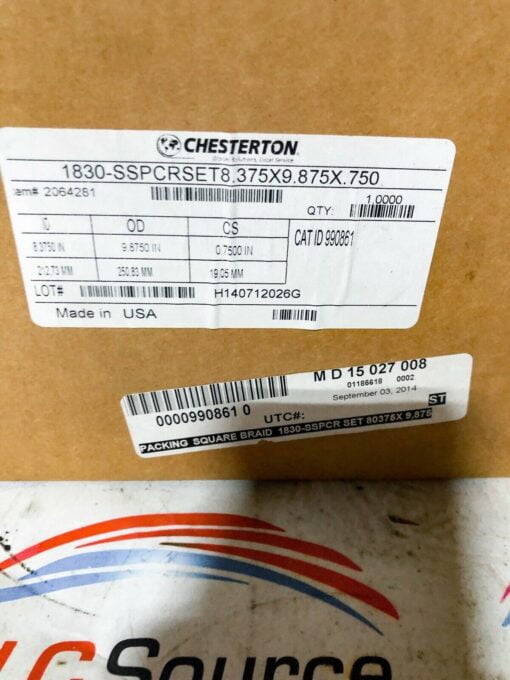 CHESTERTON
Global Solutions, Local Service
1830-SSPCRSET8.375X9.875X.750
em# 2064281
QTY: 1.0000
ID OD CS
8.3750 IN 9.8750 IN 0.7500 IN
212.73 MM 250.83 MM 19.05 MM
CAT ID 990861
LOT# H140712026G
Made in USA
M D 15 027 008
01186618 0002
September 03, 2014
0000990861 0
UTC#:
ST
PACKING SQUARE BRAID 1830-SSPCR SET 80375X 9.875
Source